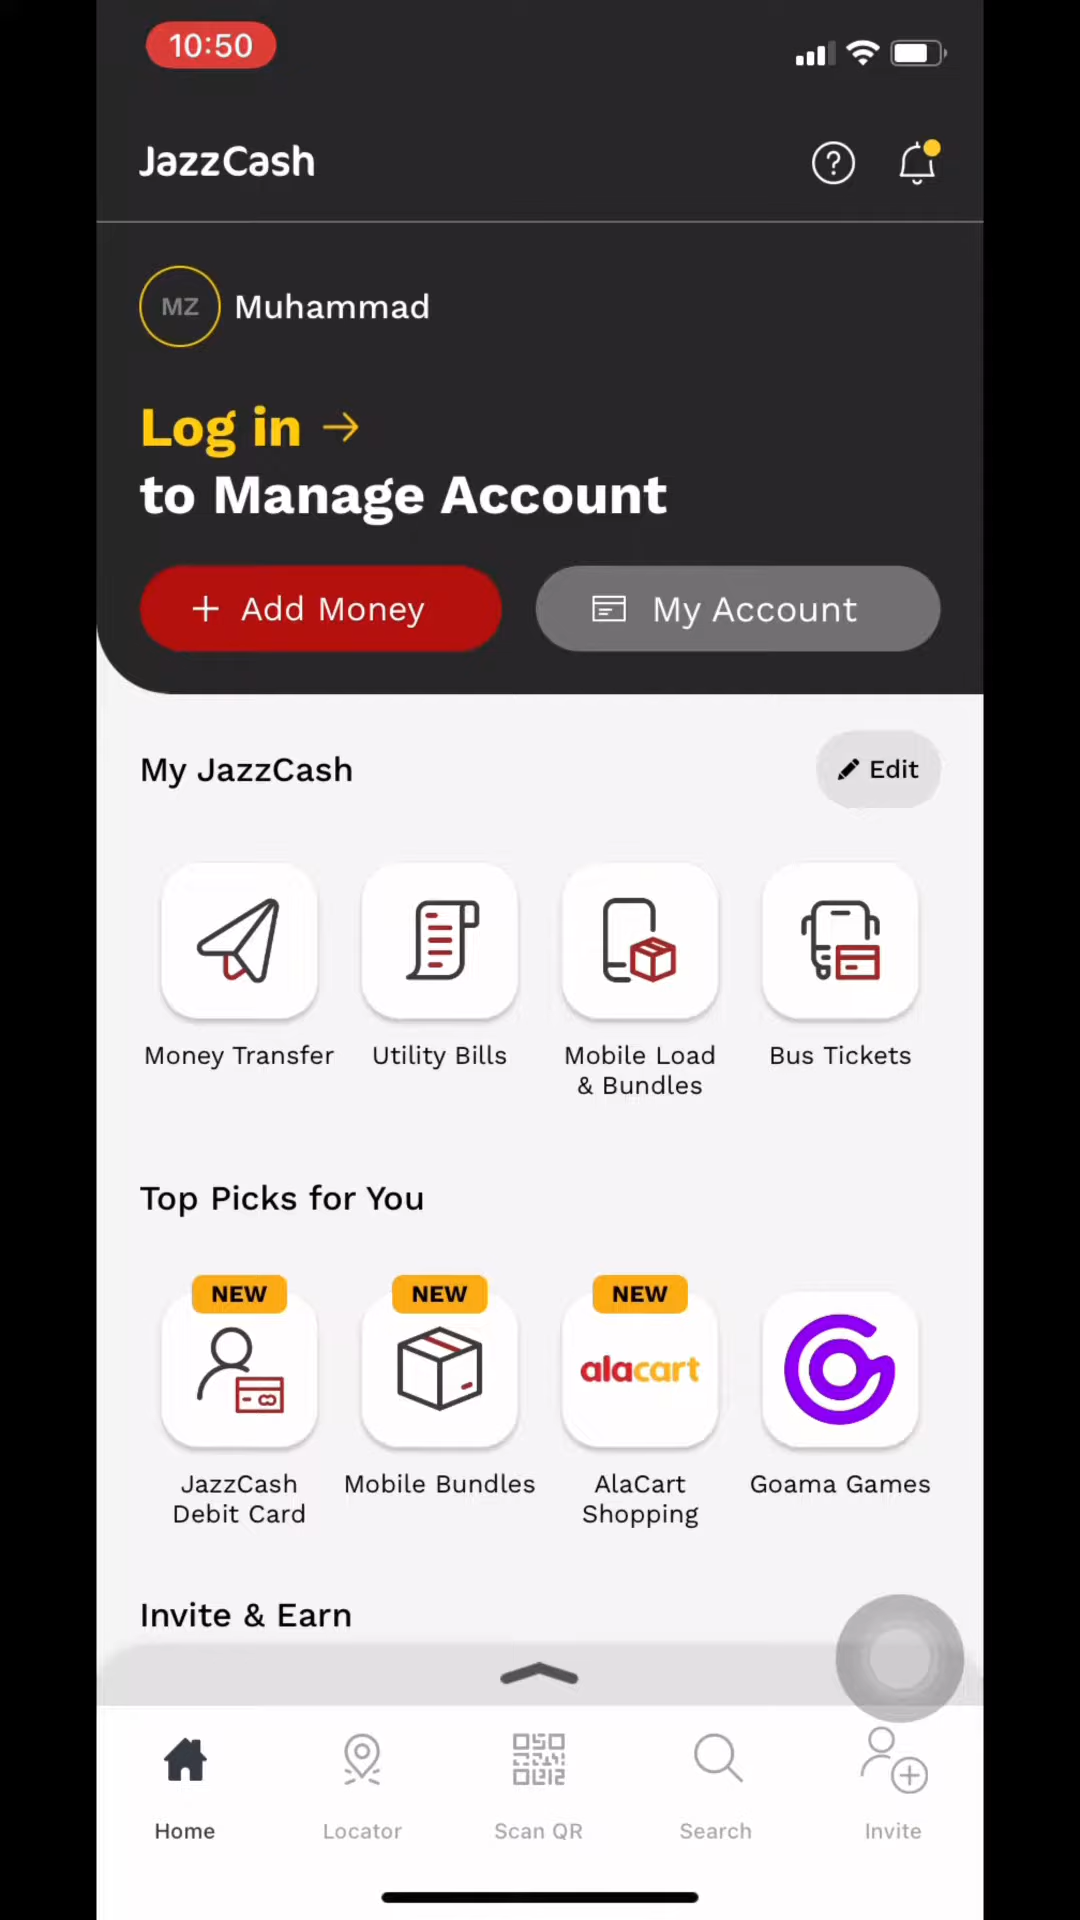 10:50
JazzCash
MZ
Muhammad
Log in →
to Manage Account
+ Add Money
My Account
My JazzCash
Edit
Money Transfer
Utility Bills
Mobile Load
& Bundles
Bus Tickets
Top Picks for You
NEW
NEW
NEW
alacart
JazzCash
Debit Card
Mobile Bundles
AlaCart
Shopping
Goama Games
Invite & Earn
Home
Locator
Scan QR
Search
Invite